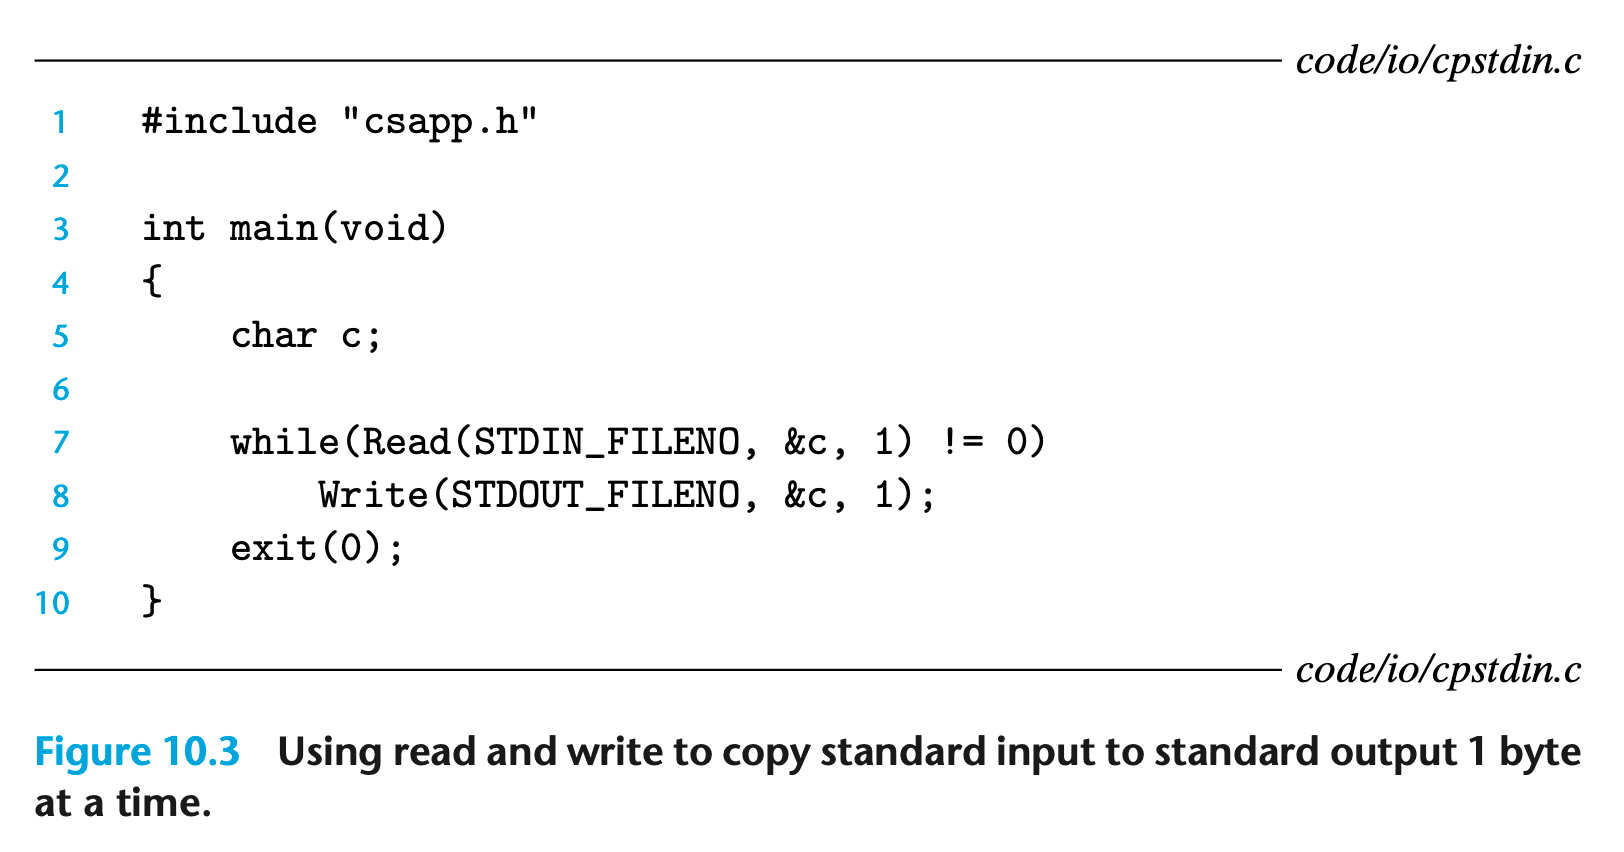 code/io/cpstdin.c
1 #include "csapp.h"
2
3 int main(void)
4 {
5     char c;
6
7     while(Read(STDIN_FILENO, &c, 1) != 0)
8         Write(STDOUT_FILENO, &c, 1);
9     exit(0);
10 }
code/io/cpstdin.c
Figure 10.3 Using read and write to copy standard input to standard output 1 byte
at a time.